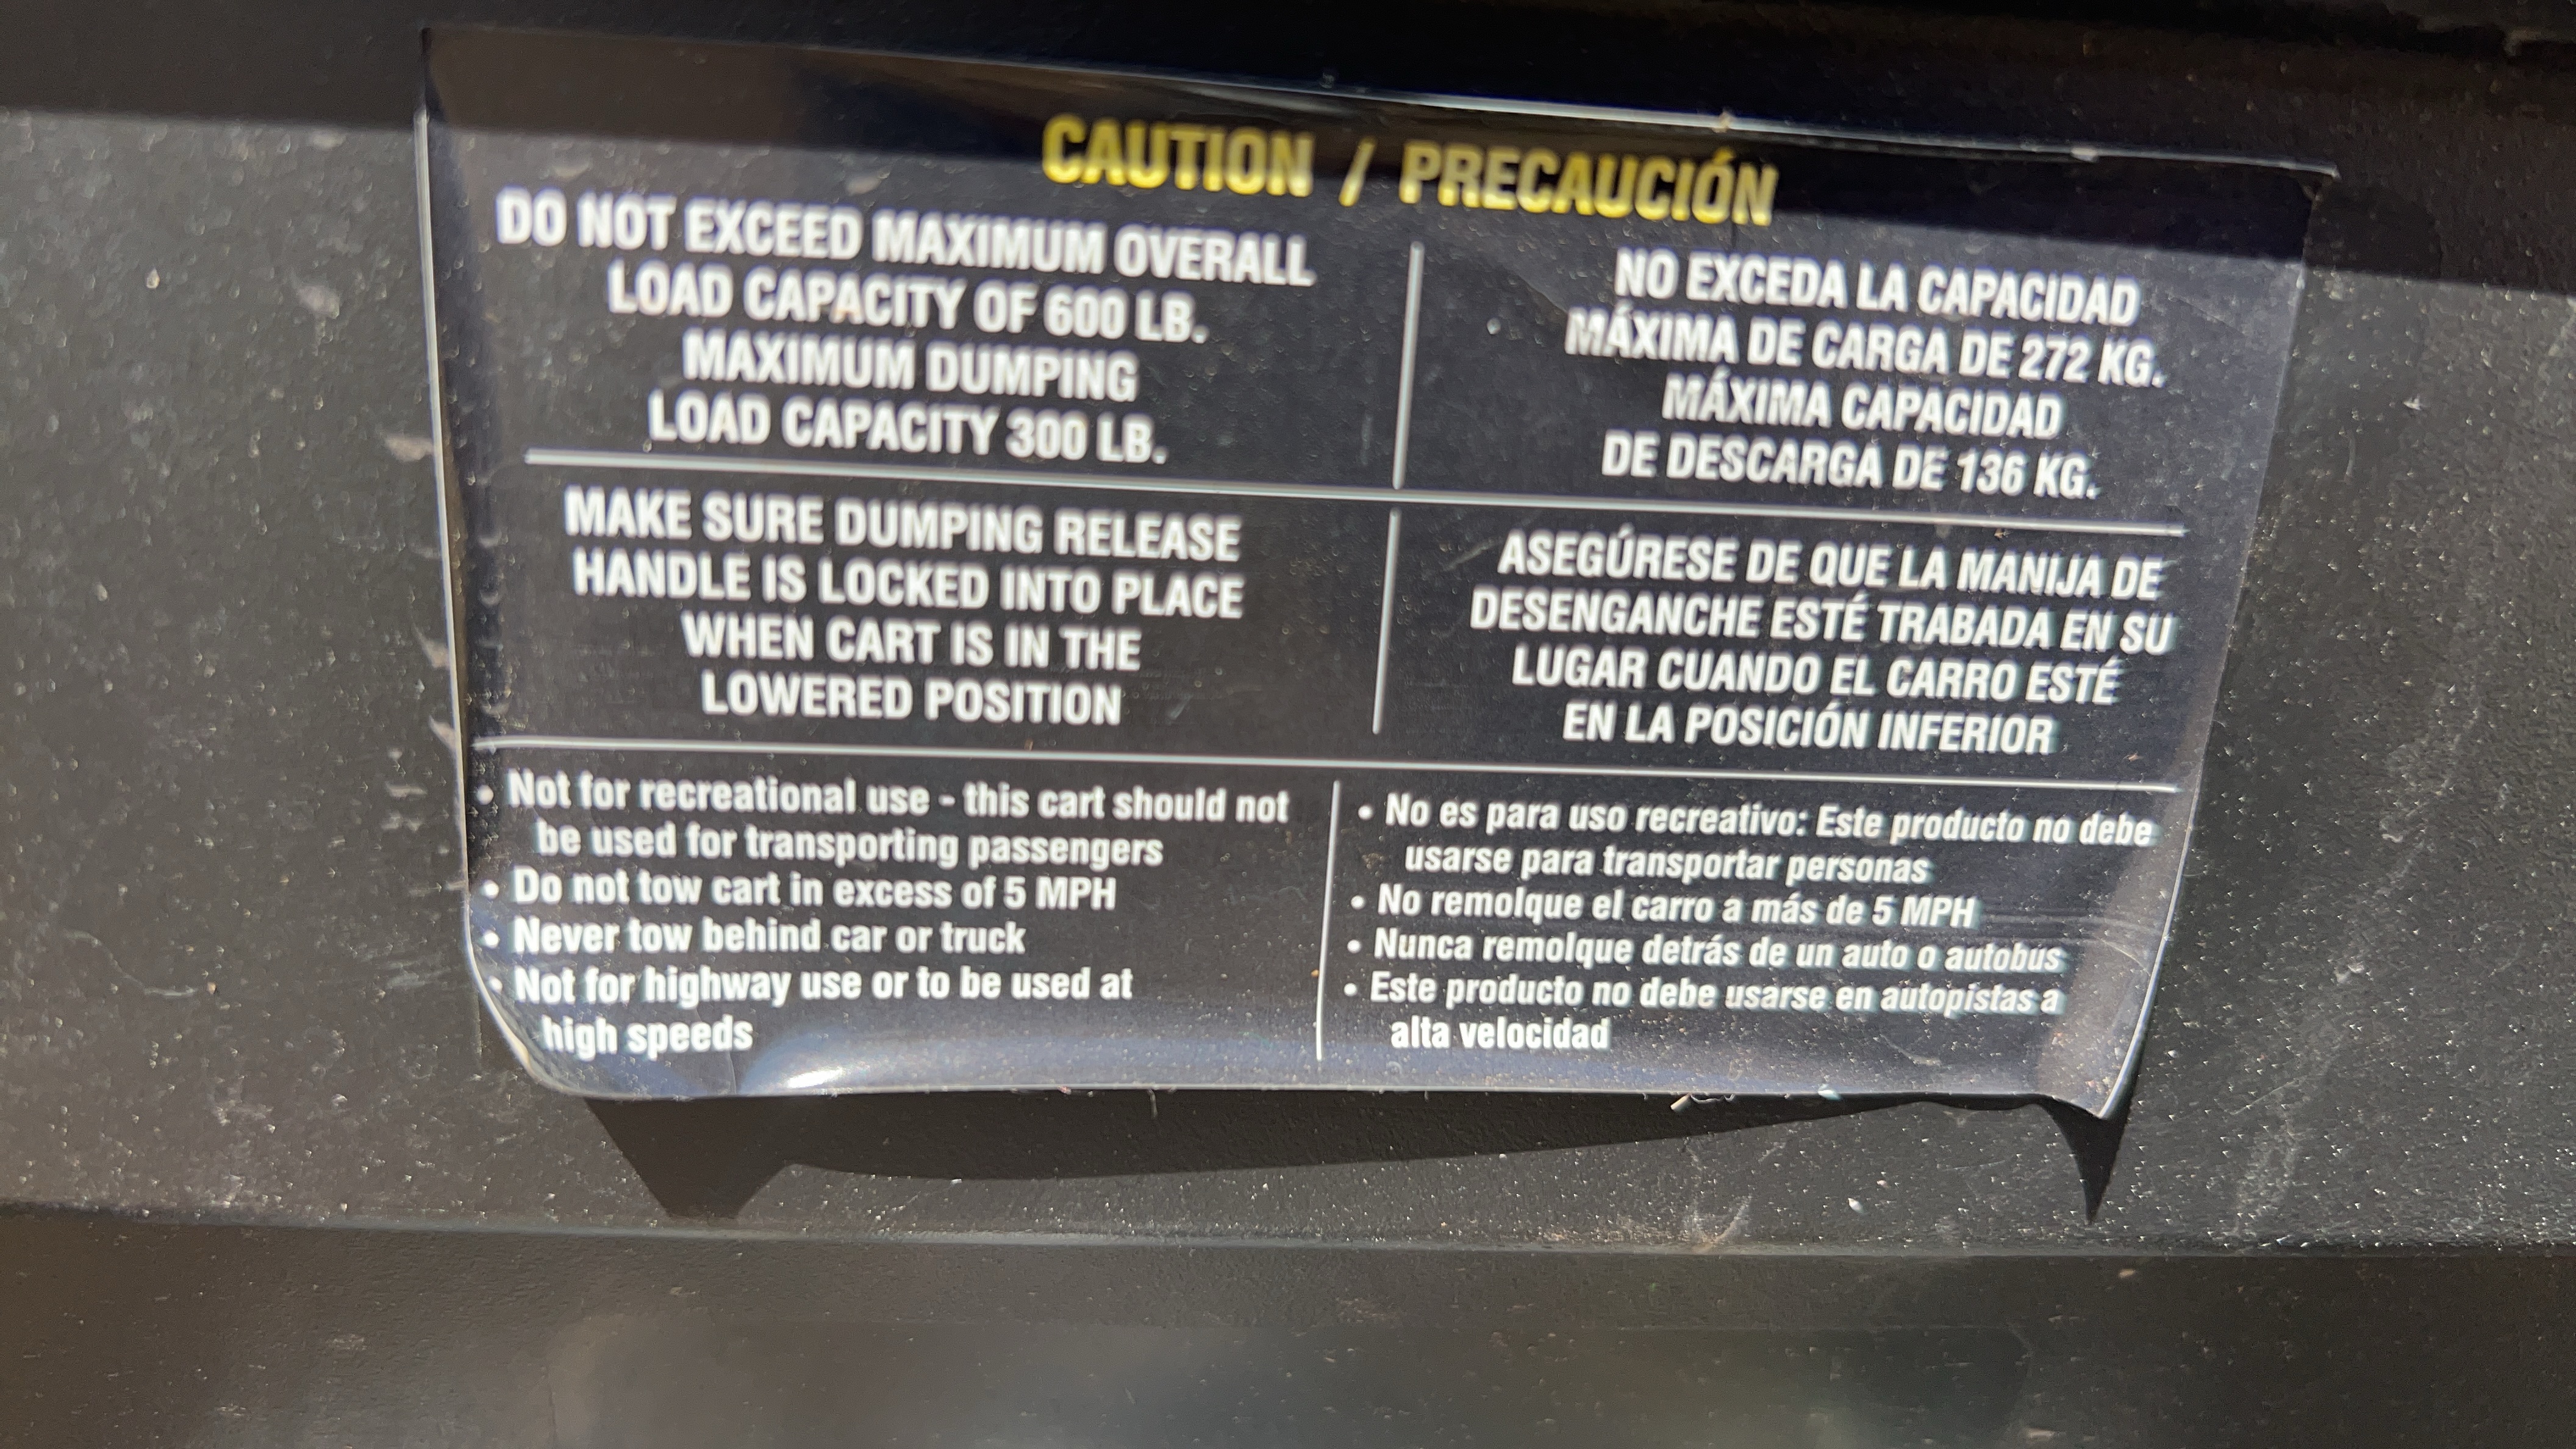 CAUTION / PRECAUCIÓN
DO NOT EXCEED MAXIMUM OVERALL
LOAD CAPACITY OF 600 LB.
MAXIMUM DUMPING
LOAD CAPACITY 300 LB.
NO EXCEDA LA CAPACIDAD
MÁXIMA DE CARGA DE 272 KG.
MÁXIMA CAPACIDAD
DE DESCARGA DE 136 KG.
MAKE SURE DUMPING RELEASE
HANDLE IS LOCKED INTO PLACE
WHEN CART IS IN THE
LOWERED POSITION
ASEGÚRESE DE QUE LA MANIJA DE
DESENGANCHE ESTÉ TRABADA EN SU
LUGAR CUANDO EL CARRO ESTÉ
EN LA POSICIÓN INFERIOR
• Not for recreational use - this cart should not
be used for transporting passengers
• Do not tow cart in excess of 5 MPH
• Never tow behind car or truck
• Not for highway use or to be used at
high speeds
• No es para uso recreativo: Este producto no debe
usarse para transportar personas
• No remolque el carro a más de 5 MPH
• Nunca remolque detrás de un auto o autobus
• Este producto no debe usarse en autopistas a
alta velocidad